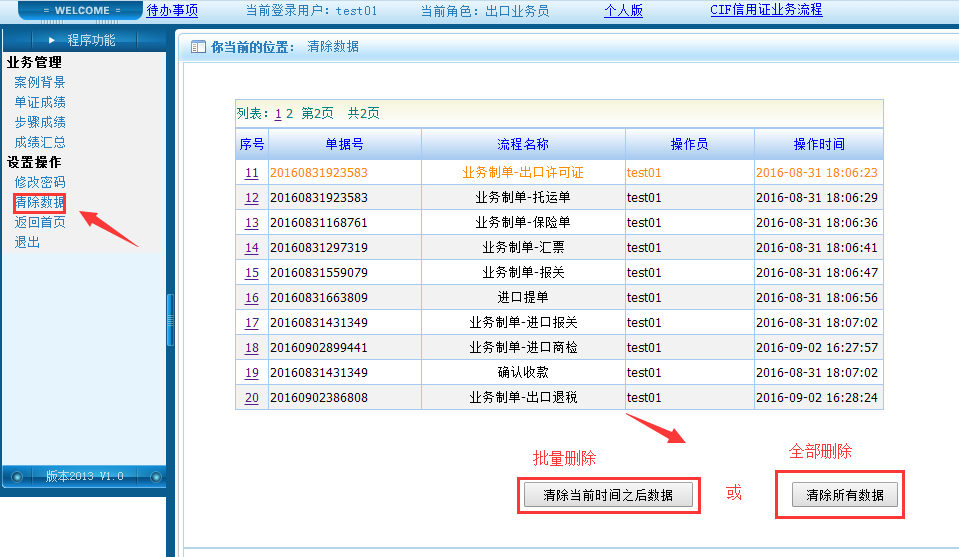 = WELCOME = 待办事项 当前登录用户：test01 当前角色：出口业务员 个人版 CIF信用证业务流程
程序功能
你当前的位置： 清除数据
业务管理
案例背景
单证成绩
步骤成绩
成绩汇总
设置操作
修改密码
清除数据
返回首页
退出
版本2013 V1.0
列表：1 2 第2页 共2页
序号 单据号 流程名称 操作员 操作时间
11 20160831923583 业务制单-出口许可证 test01 2016-08-31 18:06:23
12 20160831923583 业务制单-托运单 test01 2016-08-31 18:06:29
13 20160831168761 业务制单-保险单 test01 2016-08-31 18:06:36
14 20160831297319 业务制单-汇票 test01 2016-08-31 18:06:41
15 20160831559079 业务制单-报关 test01 2016-08-31 18:06:47
16 20160831663809 进口提单 test01 2016-08-31 18:06:56
17 20160831431349 业务制单-进口报关 test01 2016-08-31 18:07:02
18 20160902899441 业务制单-进口商检 test01 2016-09-02 16:27:57
19 20160831431349 确认收款 test01 2016-08-31 18:07:02
20 20160902386808 业务制单-出口退税 test01 2016-09-02 16:28:24
批量删除 全部删除
清除当前时间之后数据 或 清除所有数据